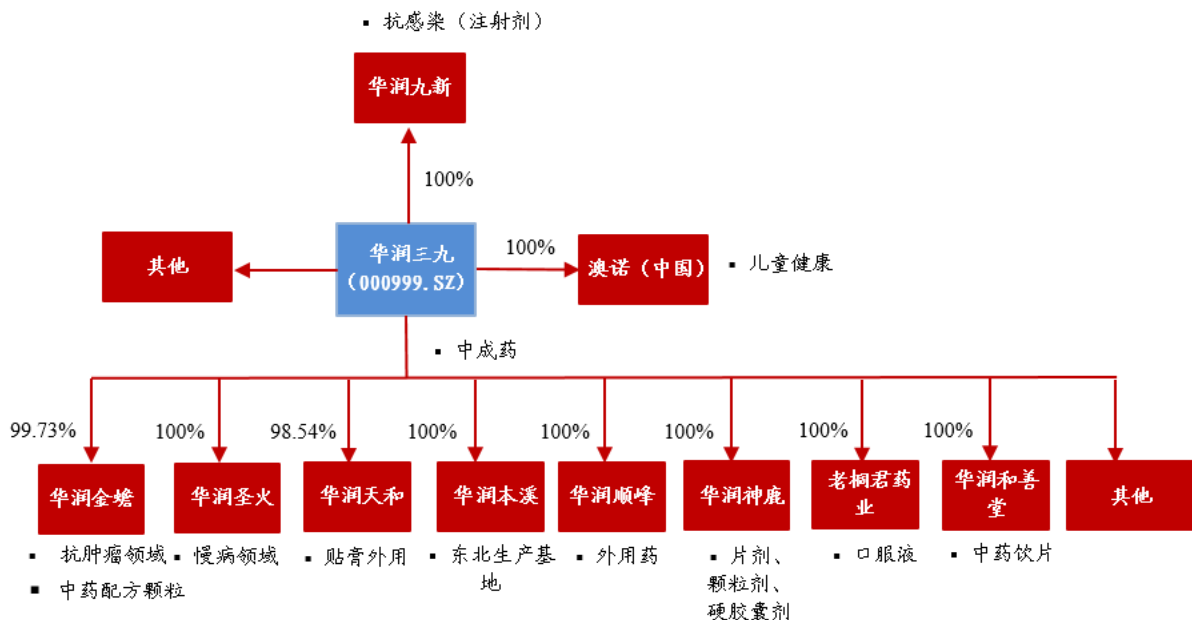 ▪ 抗感染（注射剂）
华润九新
100%
其他
华润三九
（000999.SZ）
100%
澳诺（中国）
▪ 儿童健康
▪ 中成药
99.73%
100%
98.54%
100%
100%
100%
100%
100%
华润金蟾
华润圣火
华润天和
华润本溪
华润顺峰
华润神鹿
老桐君药
业
华润和善
堂
其他
▪ 抗肿瘤领域
▪ 中药配方颗粒
▪ 慢病领域
▪ 贴膏外用
▪ 东北生产基
地
▪ 外用药
▪ 片剂、
颗粒剂、
硬胶囊剂
▪ 口服液
▪ 中药饮片